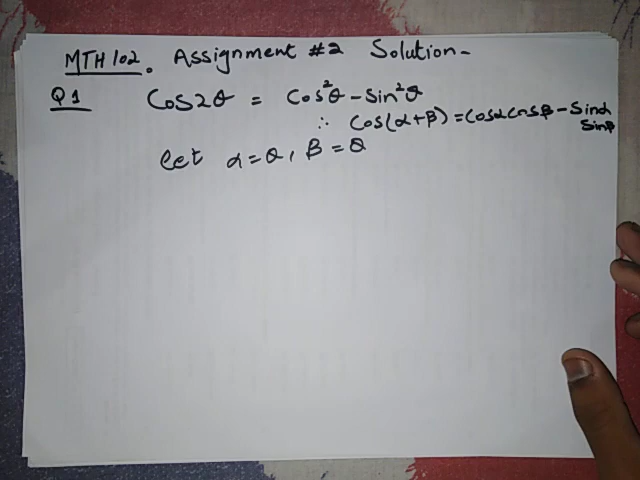 MTH 102. Assignment #2 Solution-
Q1 Cos2θ = Cos²θ - Sin²θ
∴ Cos(α+β) = Cosα Cosβ - Sinα
Sinβ
let α = θ, β = θ